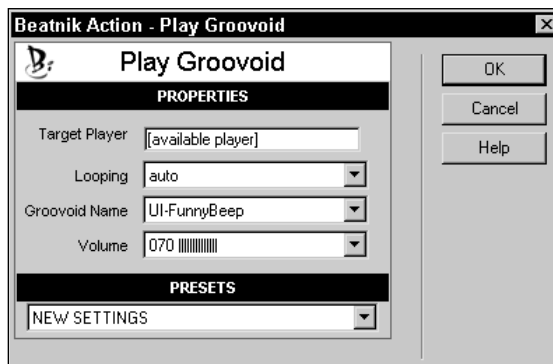 Beatnik Action - Play Groovoid
B: Play Groovoid
PROPERTIES
Target Player [available player]
Looping auto
Groovoid Name UI-FunnyBeep
Volume 070 ||||||||||||||
PRESETS
NEW SETTINGS
OK
Cancel
Help